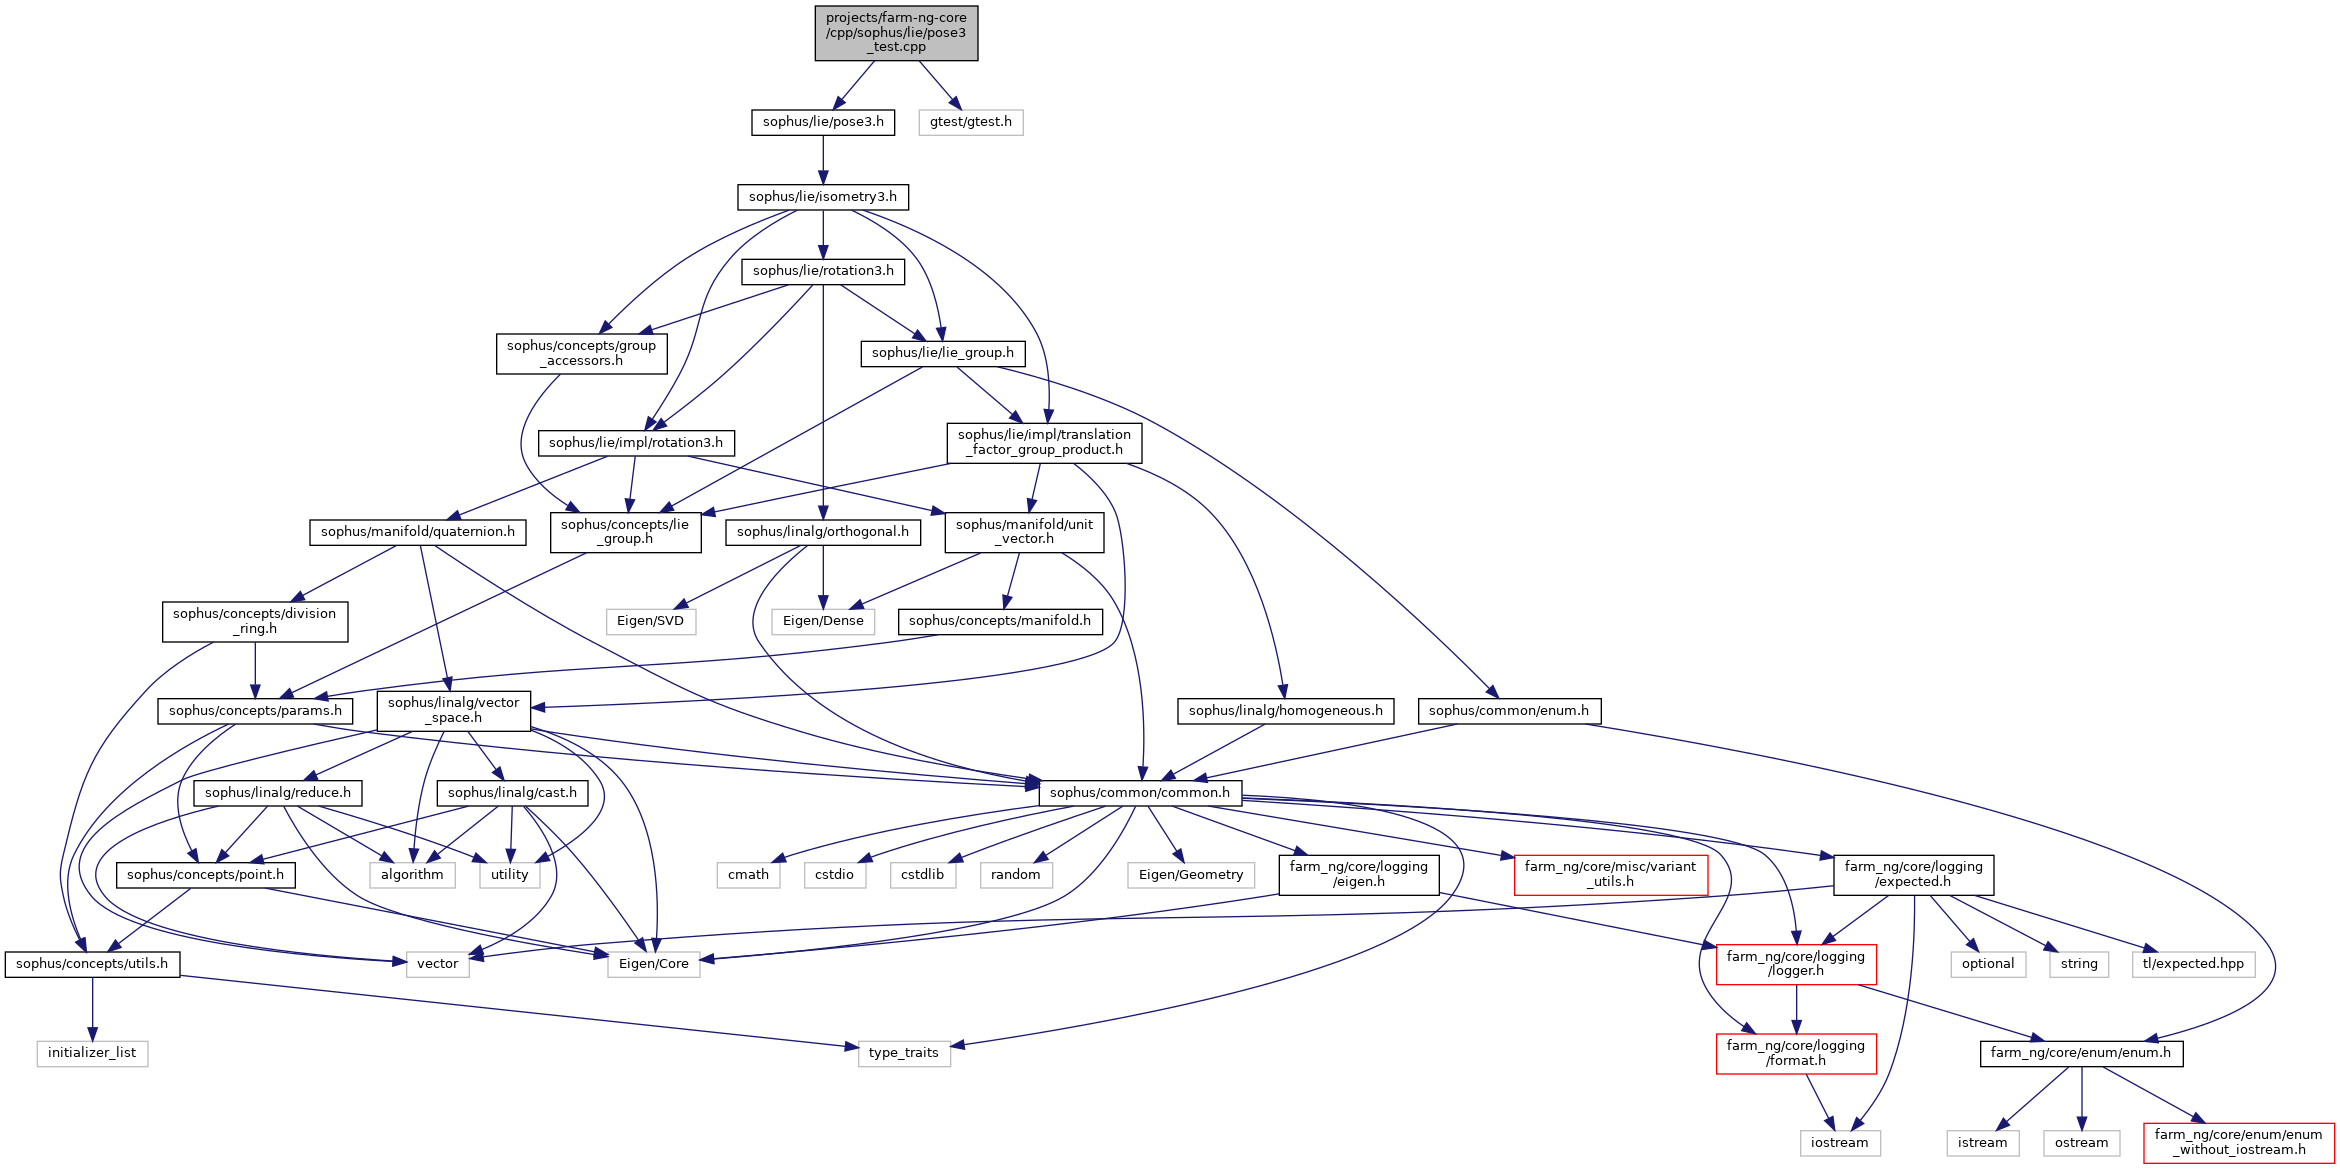 projects/farm-ng-core
/cpp/sophus/lie/pose3
_test.cpp
sophus/lie/pose3.h
gtest/gtest.h
sophus/lie/isometry3.h
sophus/lie/rotation3.h
sophus/concepts/group
_accessors.h
sophus/lie/lie_group.h
sophus/lie/impl/rotation3.h
sophus/lie/impl/translation
_factor_group_product.h
sophus/manifold/quaternion.h
sophus/concepts/lie
_group.h
sophus/linalg/orthogonal.h
sophus/manifold/unit
_vector.h
sophus/concepts/division
_ring.h
Eigen/SVD
Eigen/Dense
sophus/concepts/manifold.h
sophus/concepts/params.h
sophus/linalg/vector
_space.h
sophus/linalg/homogeneous.h
sophus/common/enum.h
sophus/linalg/reduce.h
sophus/linalg/cast.h
sophus/common/common.h
sophus/concepts/point.h
algorithm
utility
cmath
cstdio
cstdlib
random
Eigen/Geometry
farm_ng/core/logging
/eigen.h
farm_ng/core/misc/variant
_utils.h
farm_ng/core/logging
/expected.h
sophus/concepts/utils.h
vector
Eigen/Core
farm_ng/core/logging
/logger.h
optional
string
tl/expected.hpp
initializer_list
type_traits
farm_ng/core/logging
/format.h
farm_ng/core/enum/enum.h
iostream
istream
ostream
farm_ng/core/enum/enum
_without_iostream.h